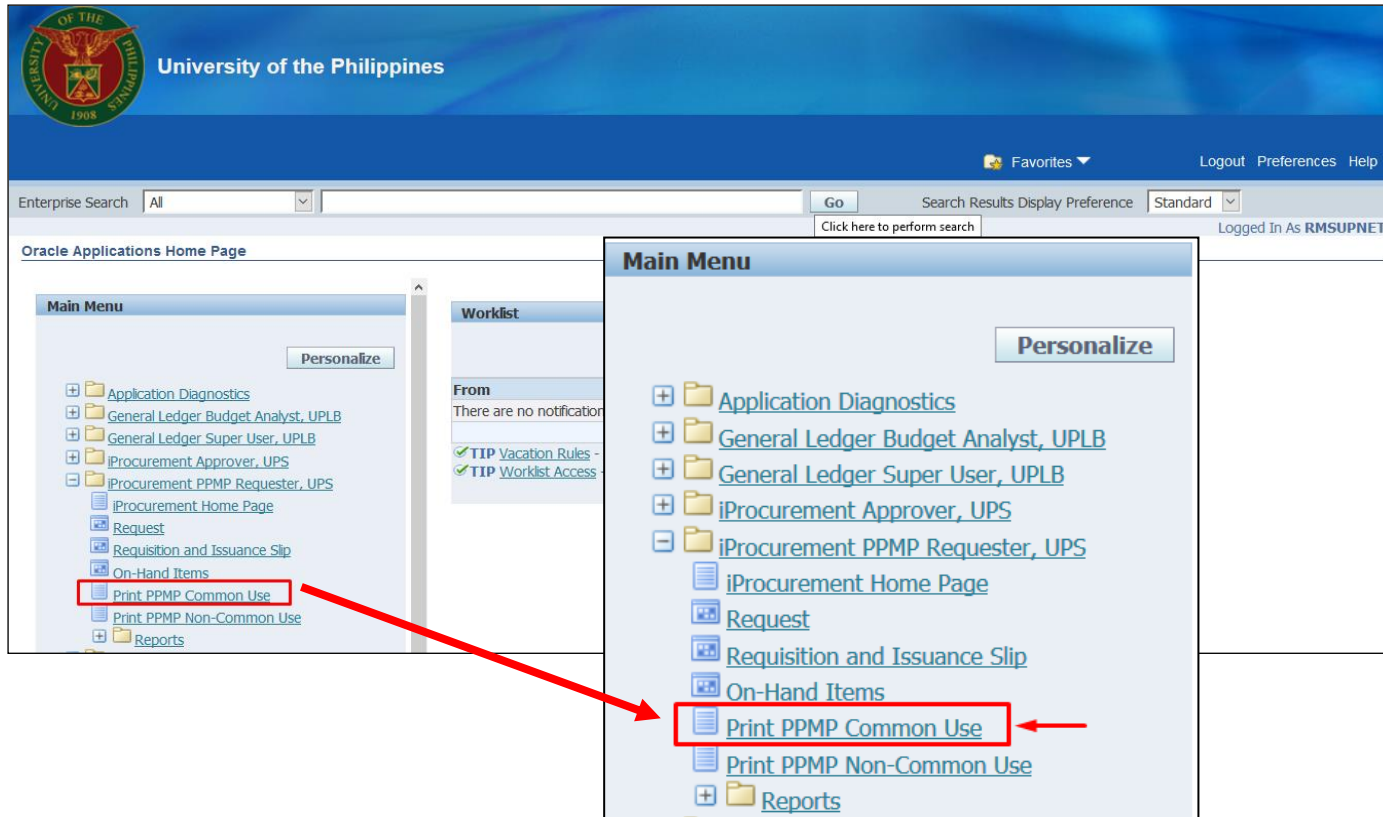 OF THE
UNIVERSITY
PHILIPPINES
1908
University of the Philippines
Favorites
Logout Preferences Help
Enterprise Search All Go Search Results Display Preference Standard
Click here to perform search
Logged In As RMSUPNET
Oracle Applications Home Page
Main Menu
Personalize
Application Diagnostics
General Ledger Budget Analyst, UPLB
General Ledger Super User, UPLB
iProcurement Approver, UPS
iProcurement PPMP Requester, UPS
iProcurement Home Page
Request
Requisition and Issuance Slip
On-Hand Items
Print PPMP Common Use
Print PPMP Non-Common Use
Reports
Worklist
From
There are no notification
TIP Vacation Rules -
TIP Worklist Access -
Main Menu
Personalize
Application Diagnostics
General Ledger Budget Analyst, UPLB
General Ledger Super User, UPLB
iProcurement Approver, UPS
iProcurement PPMP Requester, UPS
iProcurement Home Page
Request
Requisition and Issuance Slip
On-Hand Items
Print PPMP Common Use
Print PPMP Non-Common Use
Reports